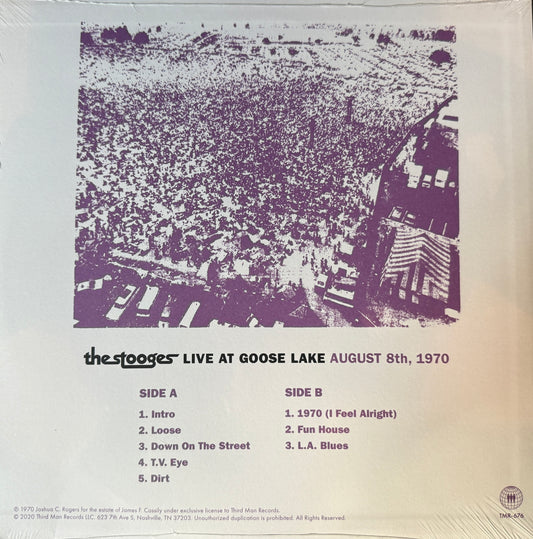 the stooges LIVE AT GOOSE LAKE AUGUST 8th, 1970
SIDE A
1. Intro
2. Loose
3. Down On The Street
4. T.V. Eye
5. Dirt
SIDE B
1. 1970 (I Feel Alright)
2. Fun House
3. L.A. Blues
℗ 1970 Joshua C. Rogers for the estate of James F. Cassily under exclusive license to Third Man Records.
© 2020 Third Man Records LLC. 623 7th Ave S, Nashville, TN 37203. Unauthorized duplication is prohibited. All Rights Reserved.
TMR-676